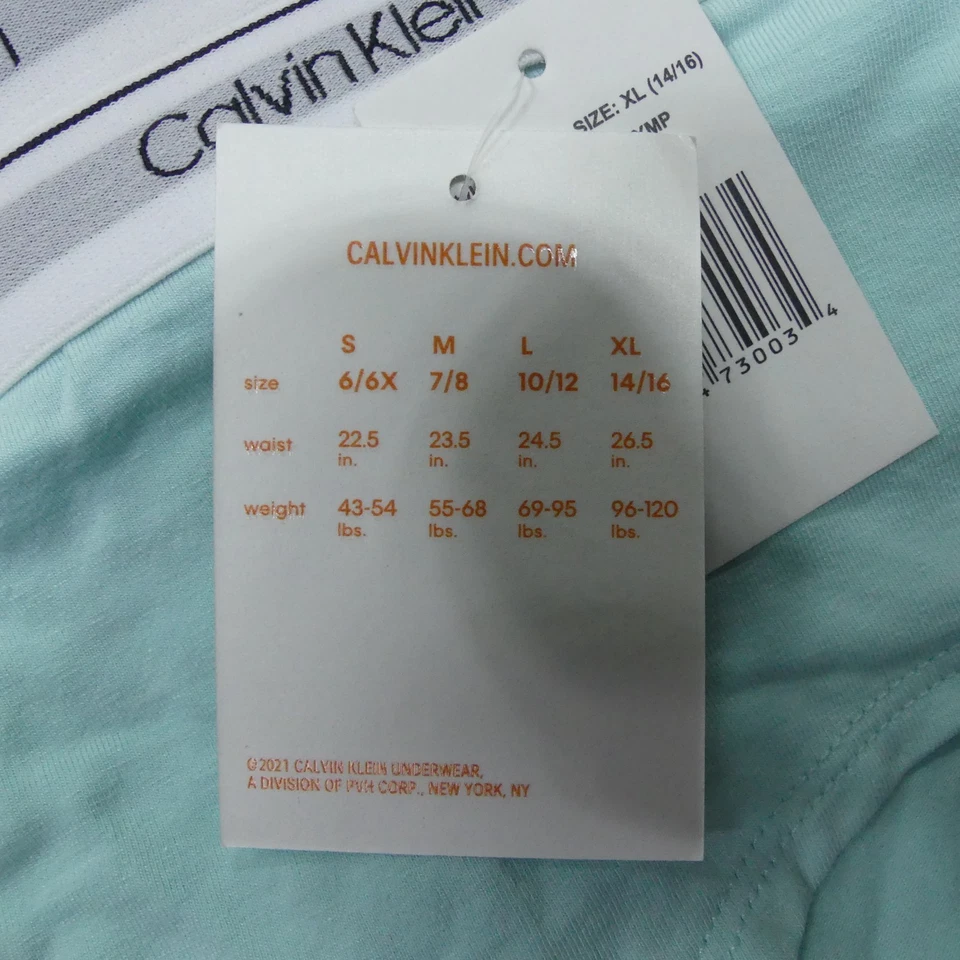 Calvin Klein
SIZE: XL (14/16)
CALVINKLEIN.COM
S M L XL
size 6/6X 7/8 10/12 14/16
waist 22.5 23.5 24.5 26.5
in. in. in. in.
weight 43-54 55-68 69-95 96-120
lbs. lbs. lbs. lbs.
73003 4
©2021 CALVIN KLEIN UNDERWEAR,
A DIVISION OF PVH CORP., NEW YORK, NY